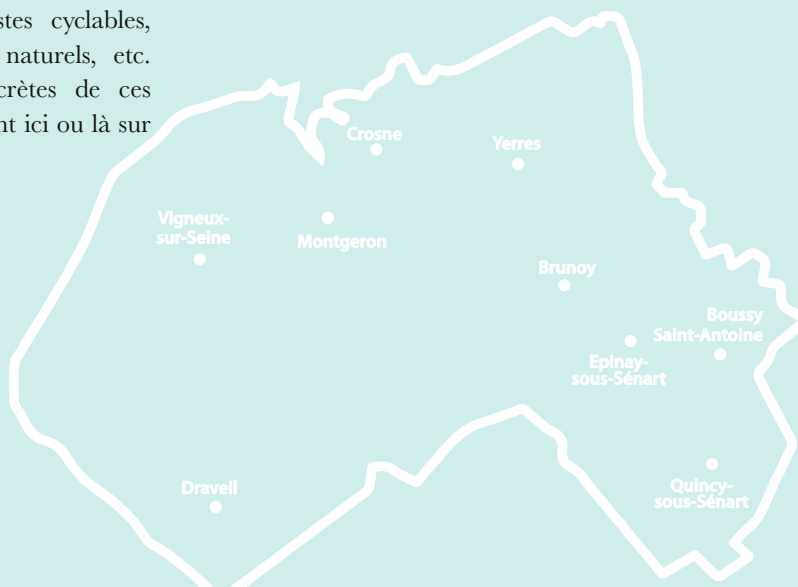 stes cyclables,
naturels, etc.
crètes de ces
nt ici ou là sur
Crosne
Yerres
Vigneux-
sur-Seine
Montgeron
Brunoy
Boussy
Saint-Antoine
Epinay-
sous-Sénart
Draveil
Quincy-
sous-Sénart